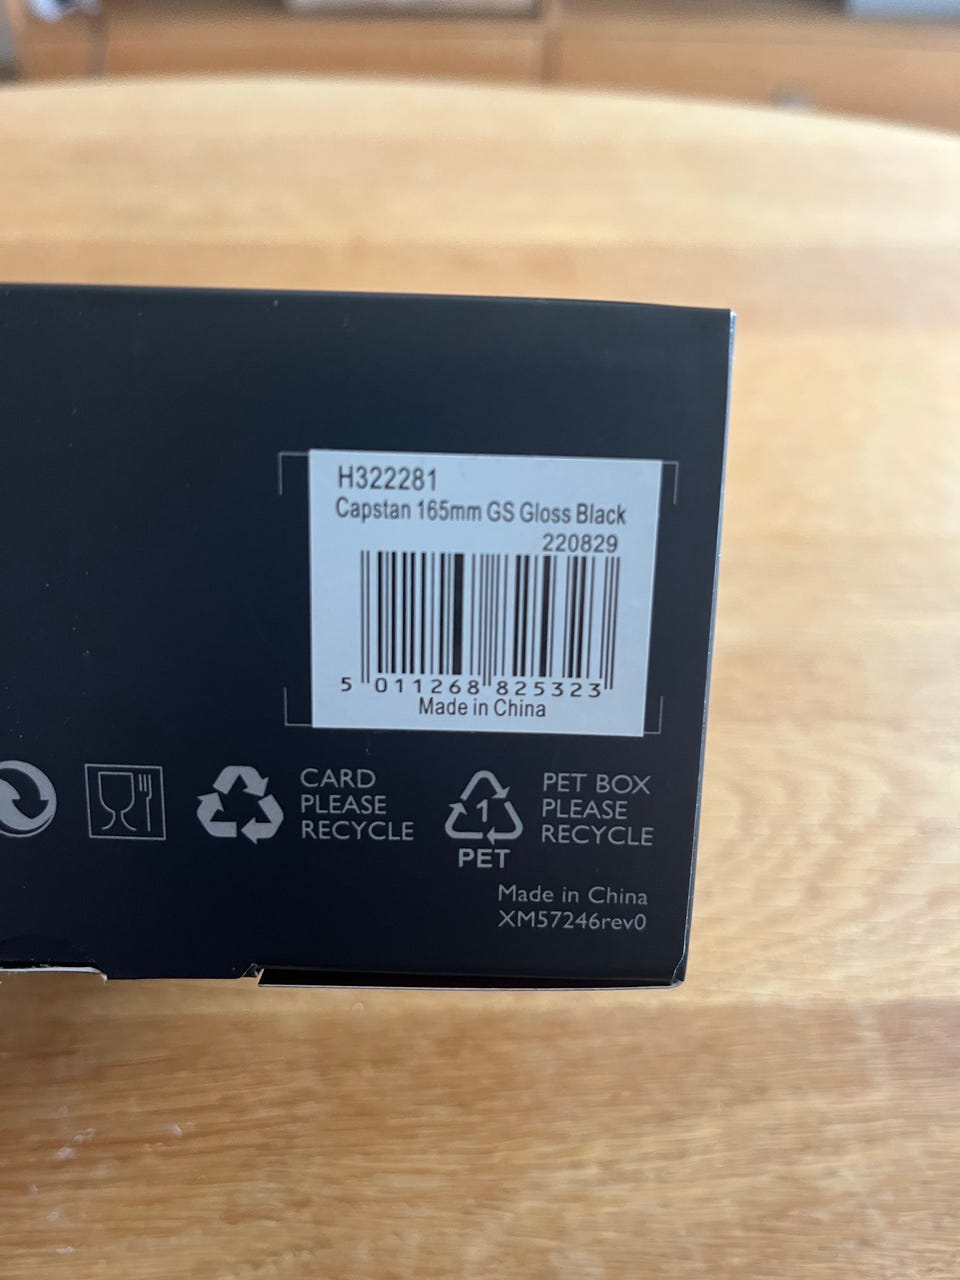 H322281
Capstan 165mm GS Gloss Black
220829
5 011268 825323
Made in China
CARD
PLEASE
RECYCLE
1
PET
PET BOX
PLEASE
RECYCLE
Made in China
XM57246rev0